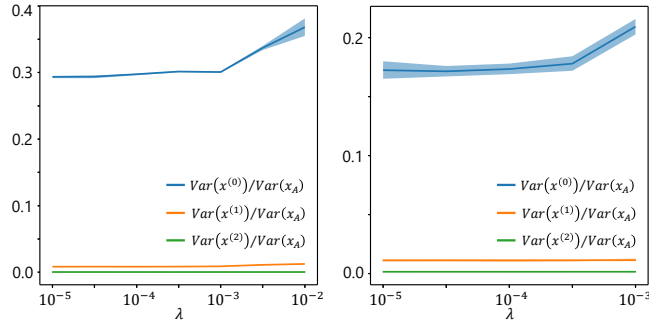 0.4
0.3
0.2
0.1
0.0
10⁻⁵
10⁻⁴
10⁻³
10⁻²
λ
Var(x⁽⁰⁾)/Var(x_A)
Var(x⁽¹⁾)/Var(x_A)
Var(x⁽²⁾)/Var(x_A)
0.2
0.1
0.0
10⁻⁵
10⁻⁴
10⁻³
λ
Var(x⁽⁰⁾)/Var(x_A)
Var(x⁽¹⁾)/Var(x_A)
Var(x⁽²⁾)/Var(x_A)